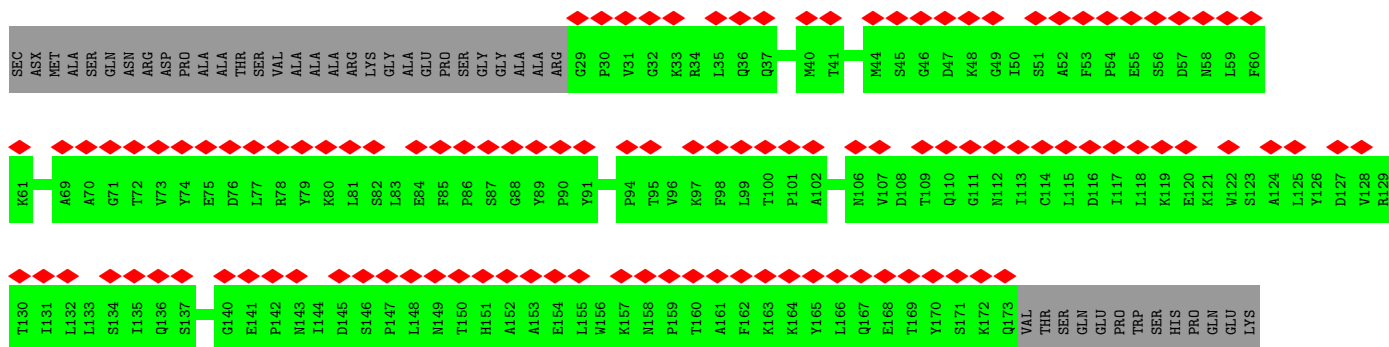 SEC ASX MET ALA SER GLN ASN ARG ASP PRO ALA ALA THR SER VAL ALA ALA ALA ARG LYS GLY ALA GLU PRO SER GLY GLY ALA ALA ARG G29 P30 V31 G32 K33 R34 L35 Q36 Q37 M40 T41 M44 S45 G46 D47 K48 G49 I50 S51 A52 F53 P54 E55 S56 D57 N58 L59 F60
K61 A69 A70 G71 T72 V73 Y74 E75 D76 L77 R78 Y79 K80 L81 S82 L83 E84 F85 P86 S87 G88 Y89 P90 Y91 P94 T95 V96 K97 F98 L99 T100 P101 A102 N106 V107 D108 T109 Q110 G111 N112 I113 C114 L115 D116 I117 L118 K119 E120 K121 W122 S123 A124 L125 Y126 D127 V128 R129
T130 I131 L132 L133 S134 I135 Q136 S137 G140 E141 P142 N143 I144 D145 S146 P147 L148 N149 T150 H151 A152 A153 E154 L155 W156 K157 N158 P159 T160 A161 F162 K163 K164 Y165 L166 Q167 E168 T169 Y170 S171 K172 Q173 VAL THR SER GLN GLU PRO TRP SER HIS PRO GLN GLU LYS